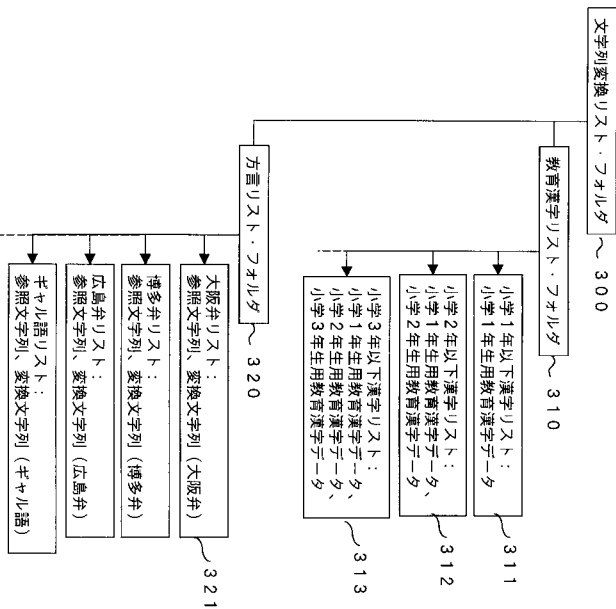 文字列変換リスト・フォルダ 300
教育漢字リスト・フォルダ 310
小学1年以下漢字リスト：
小学1年生用教育漢字データ
311
小学2年以下漢字リスト：
小学1年生用教育漢字データ、
小学2年生用教育漢字データ
312
小学3年以下漢字リスト：
小学1年生用教育漢字データ、
小学2年生用教育漢字データ、
小学3年生用教育漢字データ
313
方言リスト・フォルダ 320
大阪弁リスト：
参照文字列、変換文字列（大阪弁）
321
博多弁リスト：
参照文字列、変換文字列（博多弁）
広島弁リスト：
参照文字列、変換文字列（広島弁）
ギャル語リスト：
参照文字列、変換文字列（ギャル語）